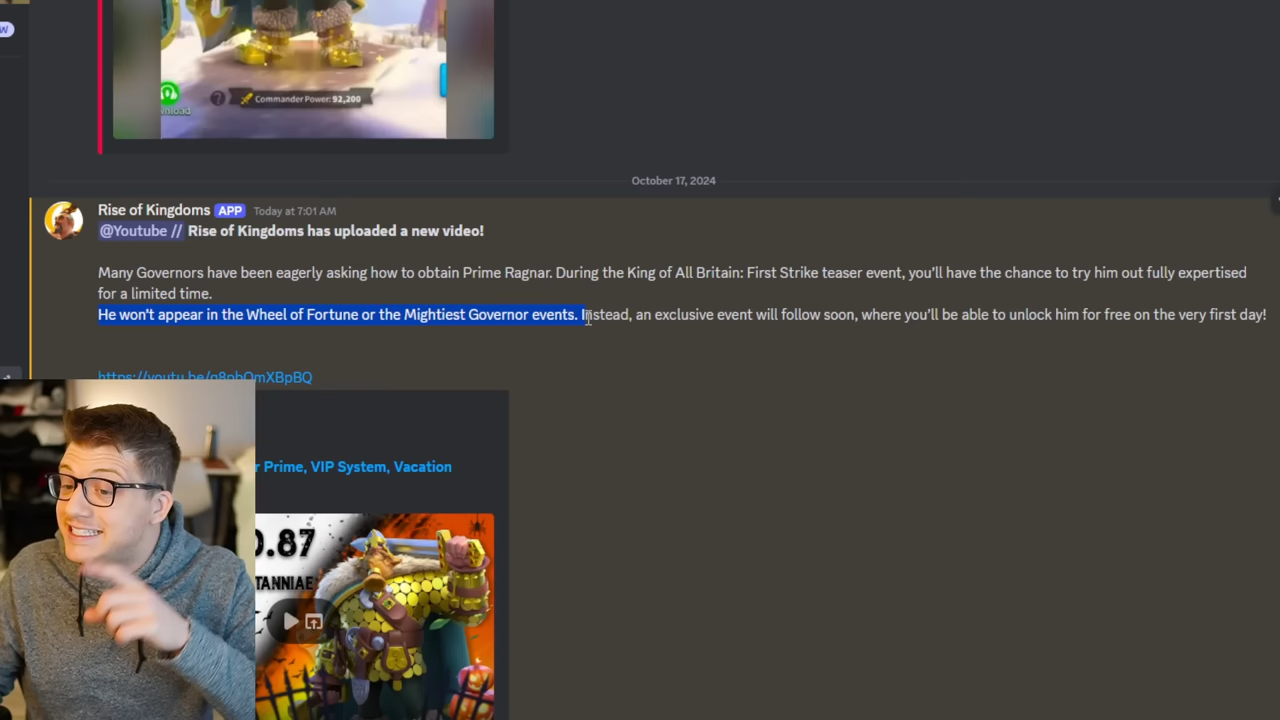 W
Commander Power: 92,200
October 17, 2024
Rise of Kingdoms APP Today at 7:01 AM
@Youtube // Rise of Kingdoms has uploaded a new video!
Many Governors have been eagerly asking how to obtain Prime Ragnar. During the King of All Britain: First Strike teaser event, you'll have the chance to try him out fully expertised
for a limited time.
He won't appear in the Wheel of Fortune or the Mightiest Governor events. Instead, an exclusive event will follow soon, where you'll be able to unlock him for free on the very first day!
r Prime, VIP System, Vacation
0.87
TANNIAE